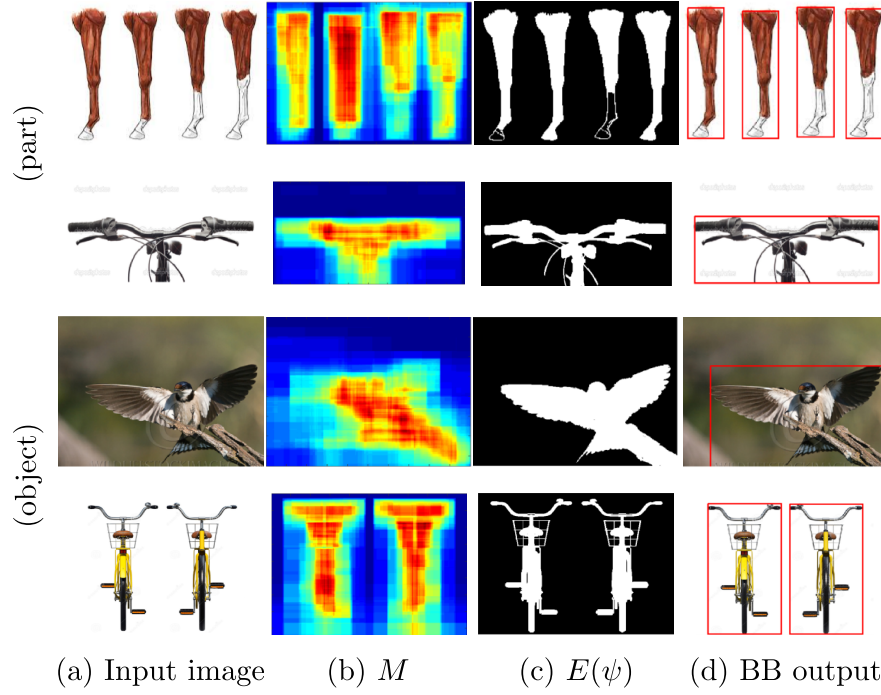 (part)
(object)
(a) Input image
(b) M
(c) E(ψ)
(d) BB output